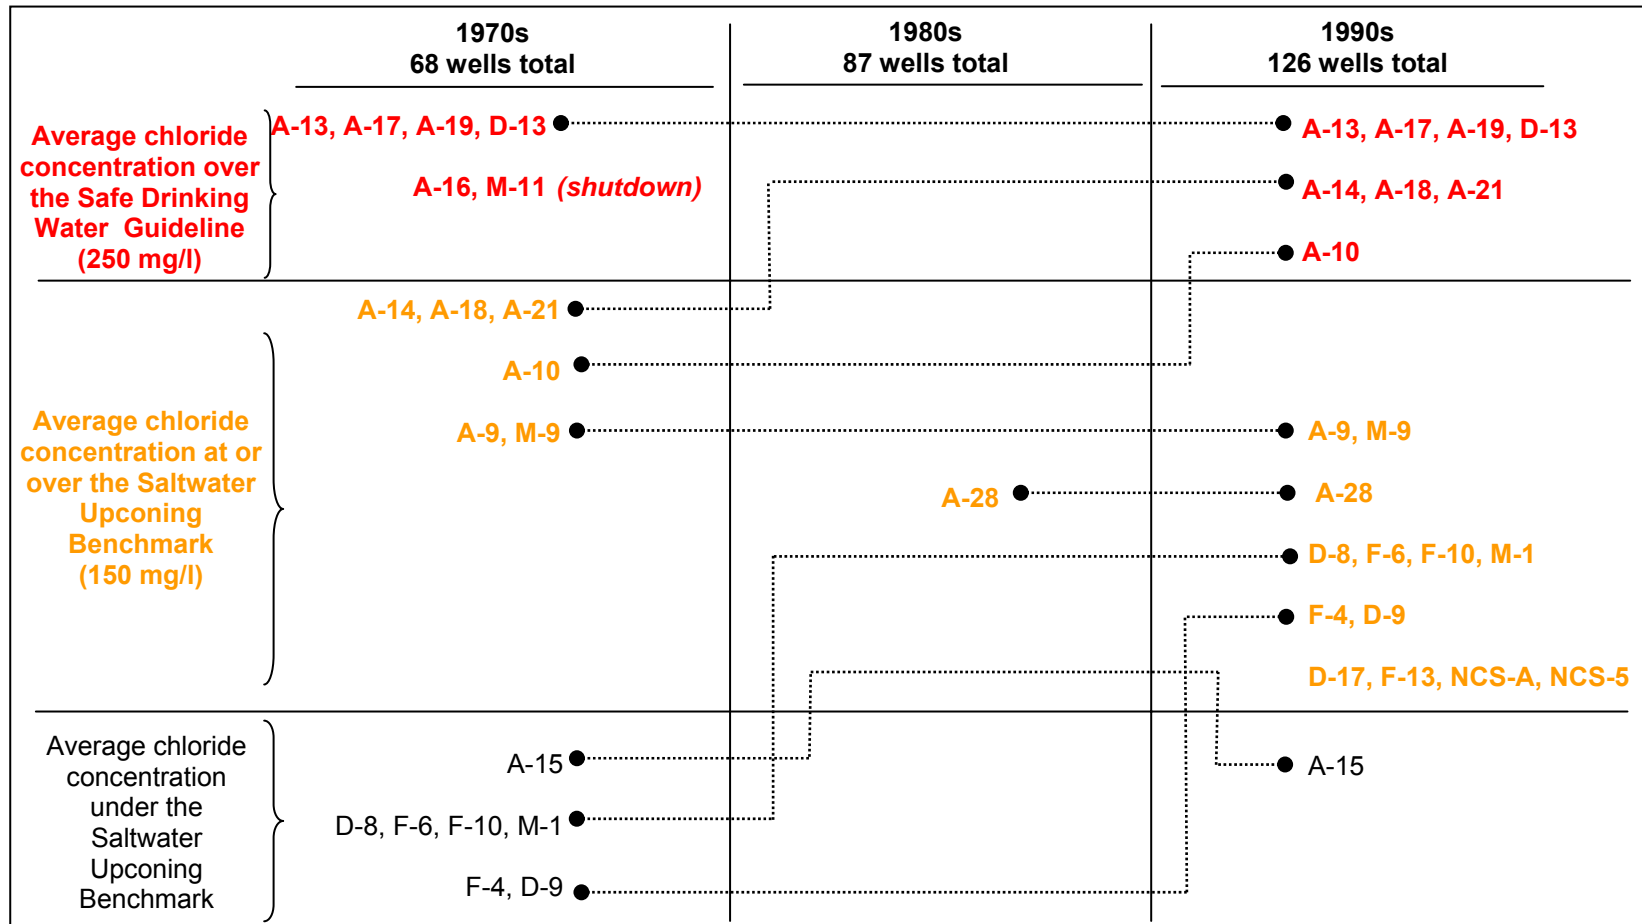 1970s
68 wells total
1980s
87 wells total
1990s
126 wells total
Average chloride
concentration over
the Safe Drinking
Water Guideline
(250 mg/l)
A-13, A-17, A-19, D-13
A-13, A-17, A-19, D-13
A-16, M-11 (shutdown)
A-14, A-18, A-21
A-10
Average chloride
concentration at or
over the Saltwater
Upconing
Benchmark
(150 mg/l)
A-14, A-18, A-21
A-10
A-9, M-9
A-9, M-9
A-28
A-28
D-8, F-6, F-10, M-1
F-4, D-9
D-17, F-13, NCS-A, NCS-5
Average chloride
concentration
under the
Saltwater
Upconing
Benchmark
A-15
A-15
D-8, F-6, F-10, M-1
F-4, D-9